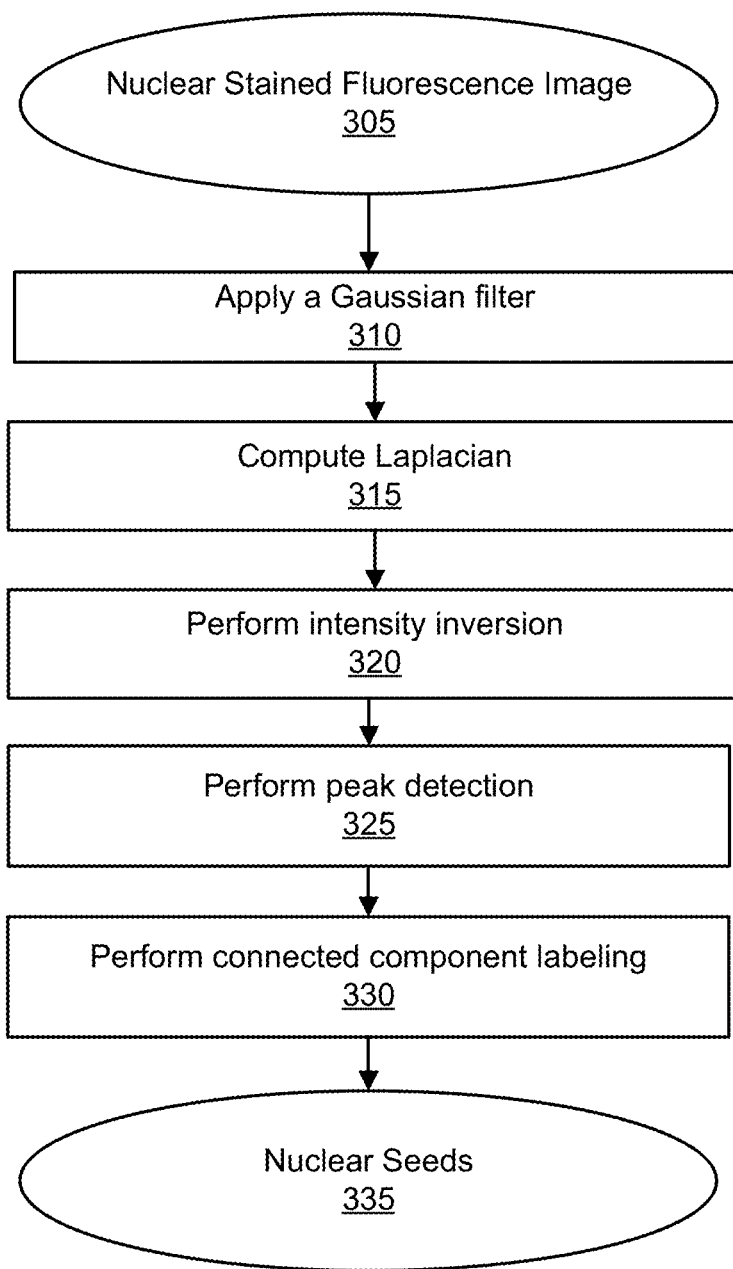 Nuclear Stained Fluorescence Image
305
Apply a Gaussian filter
310
Compute Laplacian
315
Perform intensity inversion
320
Perform peak detection
325
Perform connected component labeling
330
Nuclear Seeds
335